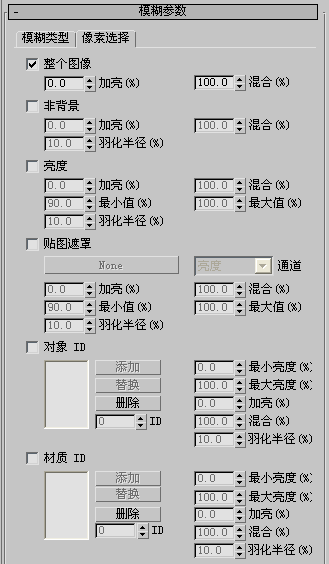 - 模糊参数
模糊类型 像素选择
整个图像
0.0 加亮(%) 100.0 混合(%)
非背景
0.0 加亮(%) 100.0 混合(%)
10.0 羽化半径(%)
亮度
0.0 加亮(%) 100.0 混合(%)
90.0 最小值(%) 100.0 最大值(%)
10.0 羽化半径(%)
贴图遮罩
None 亮度 通道
0.0 加亮(%) 100.0 混合(%)
90.0 最小值(%) 100.0 最大值(%)
10.0 羽化半径(%)
对象 ID
添加 0.0 最小亮度(%)
替换 100.0 最大亮度(%)
删除 0.0 加亮(%)
0 ID 100.0 混合(%)
10.0 羽化半径(%)
材质 ID
添加 0.0 最小亮度(%)
替换 100.0 最大亮度(%)
删除 0.0 加亮(%)
0 ID 100.0 混合(%)
10.0 羽化半径(%)